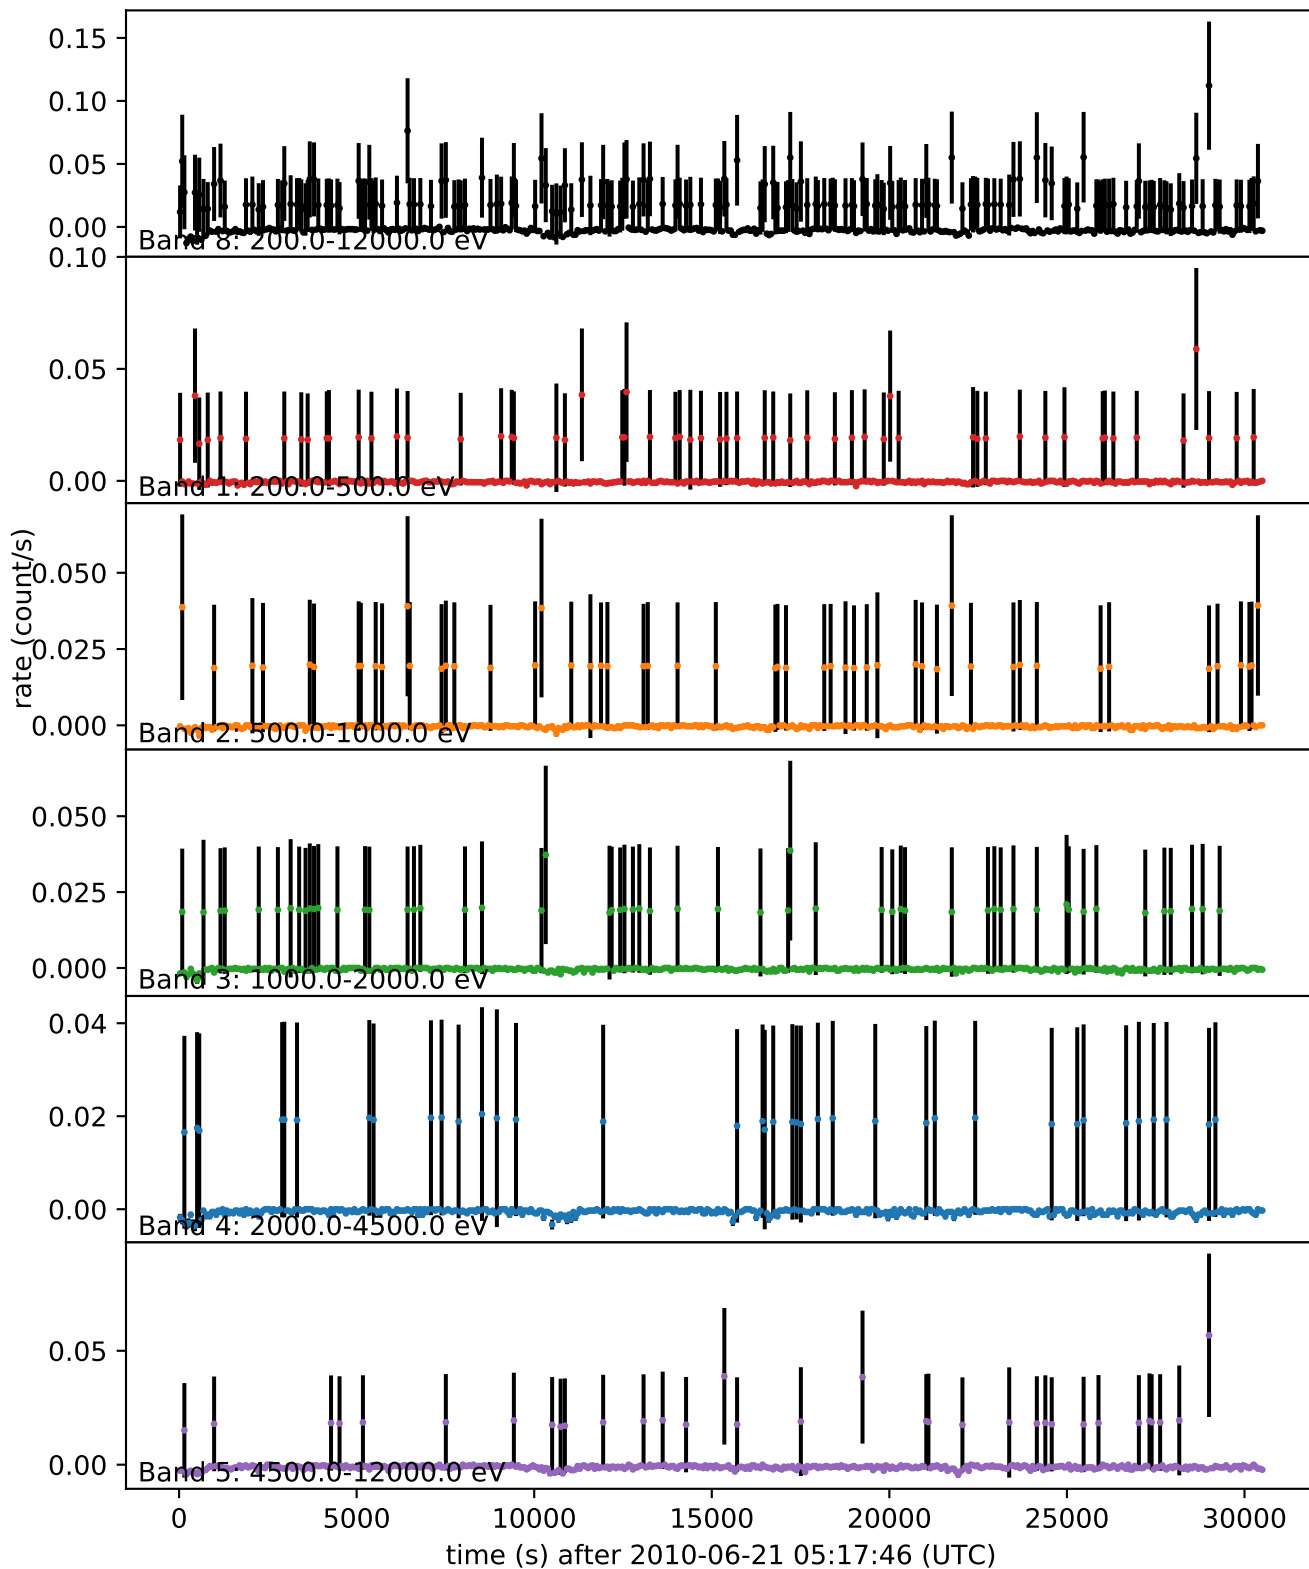 0.15
0.10
0.05
0.00
Band 8: 200.0-12000.0 eV
0.10
0.05
0.00
Band 1: 200.0-500.0 eV
rate (count/s)
0.050
0.025
0.000
Band 2: 500.0-1000.0 eV
0.050
0.025
0.000
Band 3: 1000.0-2000.0 eV
0.04
0.02
0.00
Band 4: 2000.0-4500.0 eV
0.05
0.00
Band 5: 4500.0-12000.0 eV
0 5000 10000 15000 20000 25000 30000
time (s) after 2010-06-21 05:17:46 (UTC)